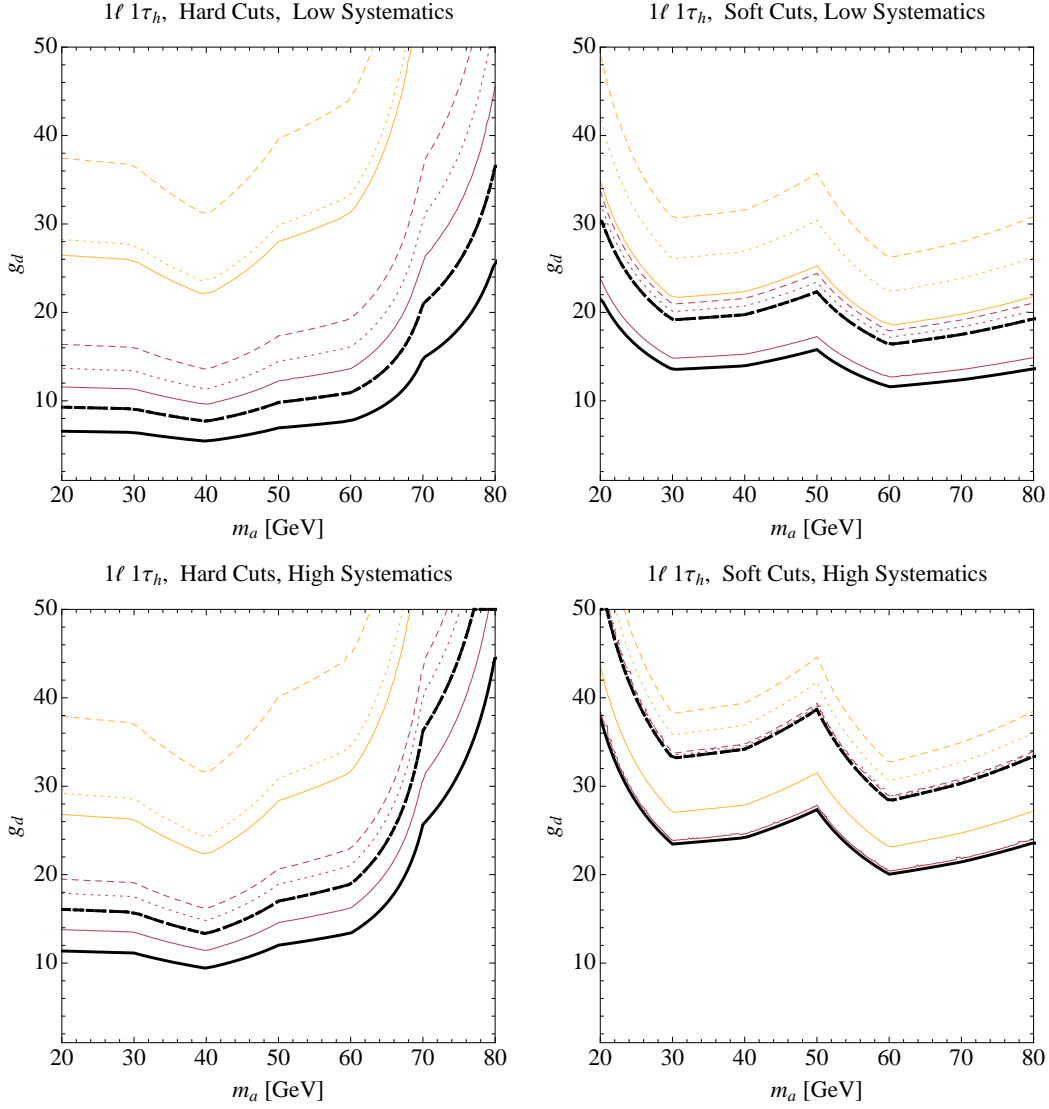 1ℓ 1τh,  Hard Cuts,  Low Systematics
50
40
30
20
10
gd
20 30 40 50 60 70 80
ma [GeV]
1ℓ 1τh,  Soft Cuts, Low Systematics
50
40
30
20
10
gd
20 30 40 50 60 70 80
ma [GeV]
1ℓ 1τh,  Hard Cuts, High Systematics
50
40
30
20
10
gd
20 30 40 50 60 70 80
ma [GeV]
1ℓ 1τh,  Soft Cuts, High Systematics
50
40
30
20
10
gd
20 30 40 50 60 70 80
ma [GeV]